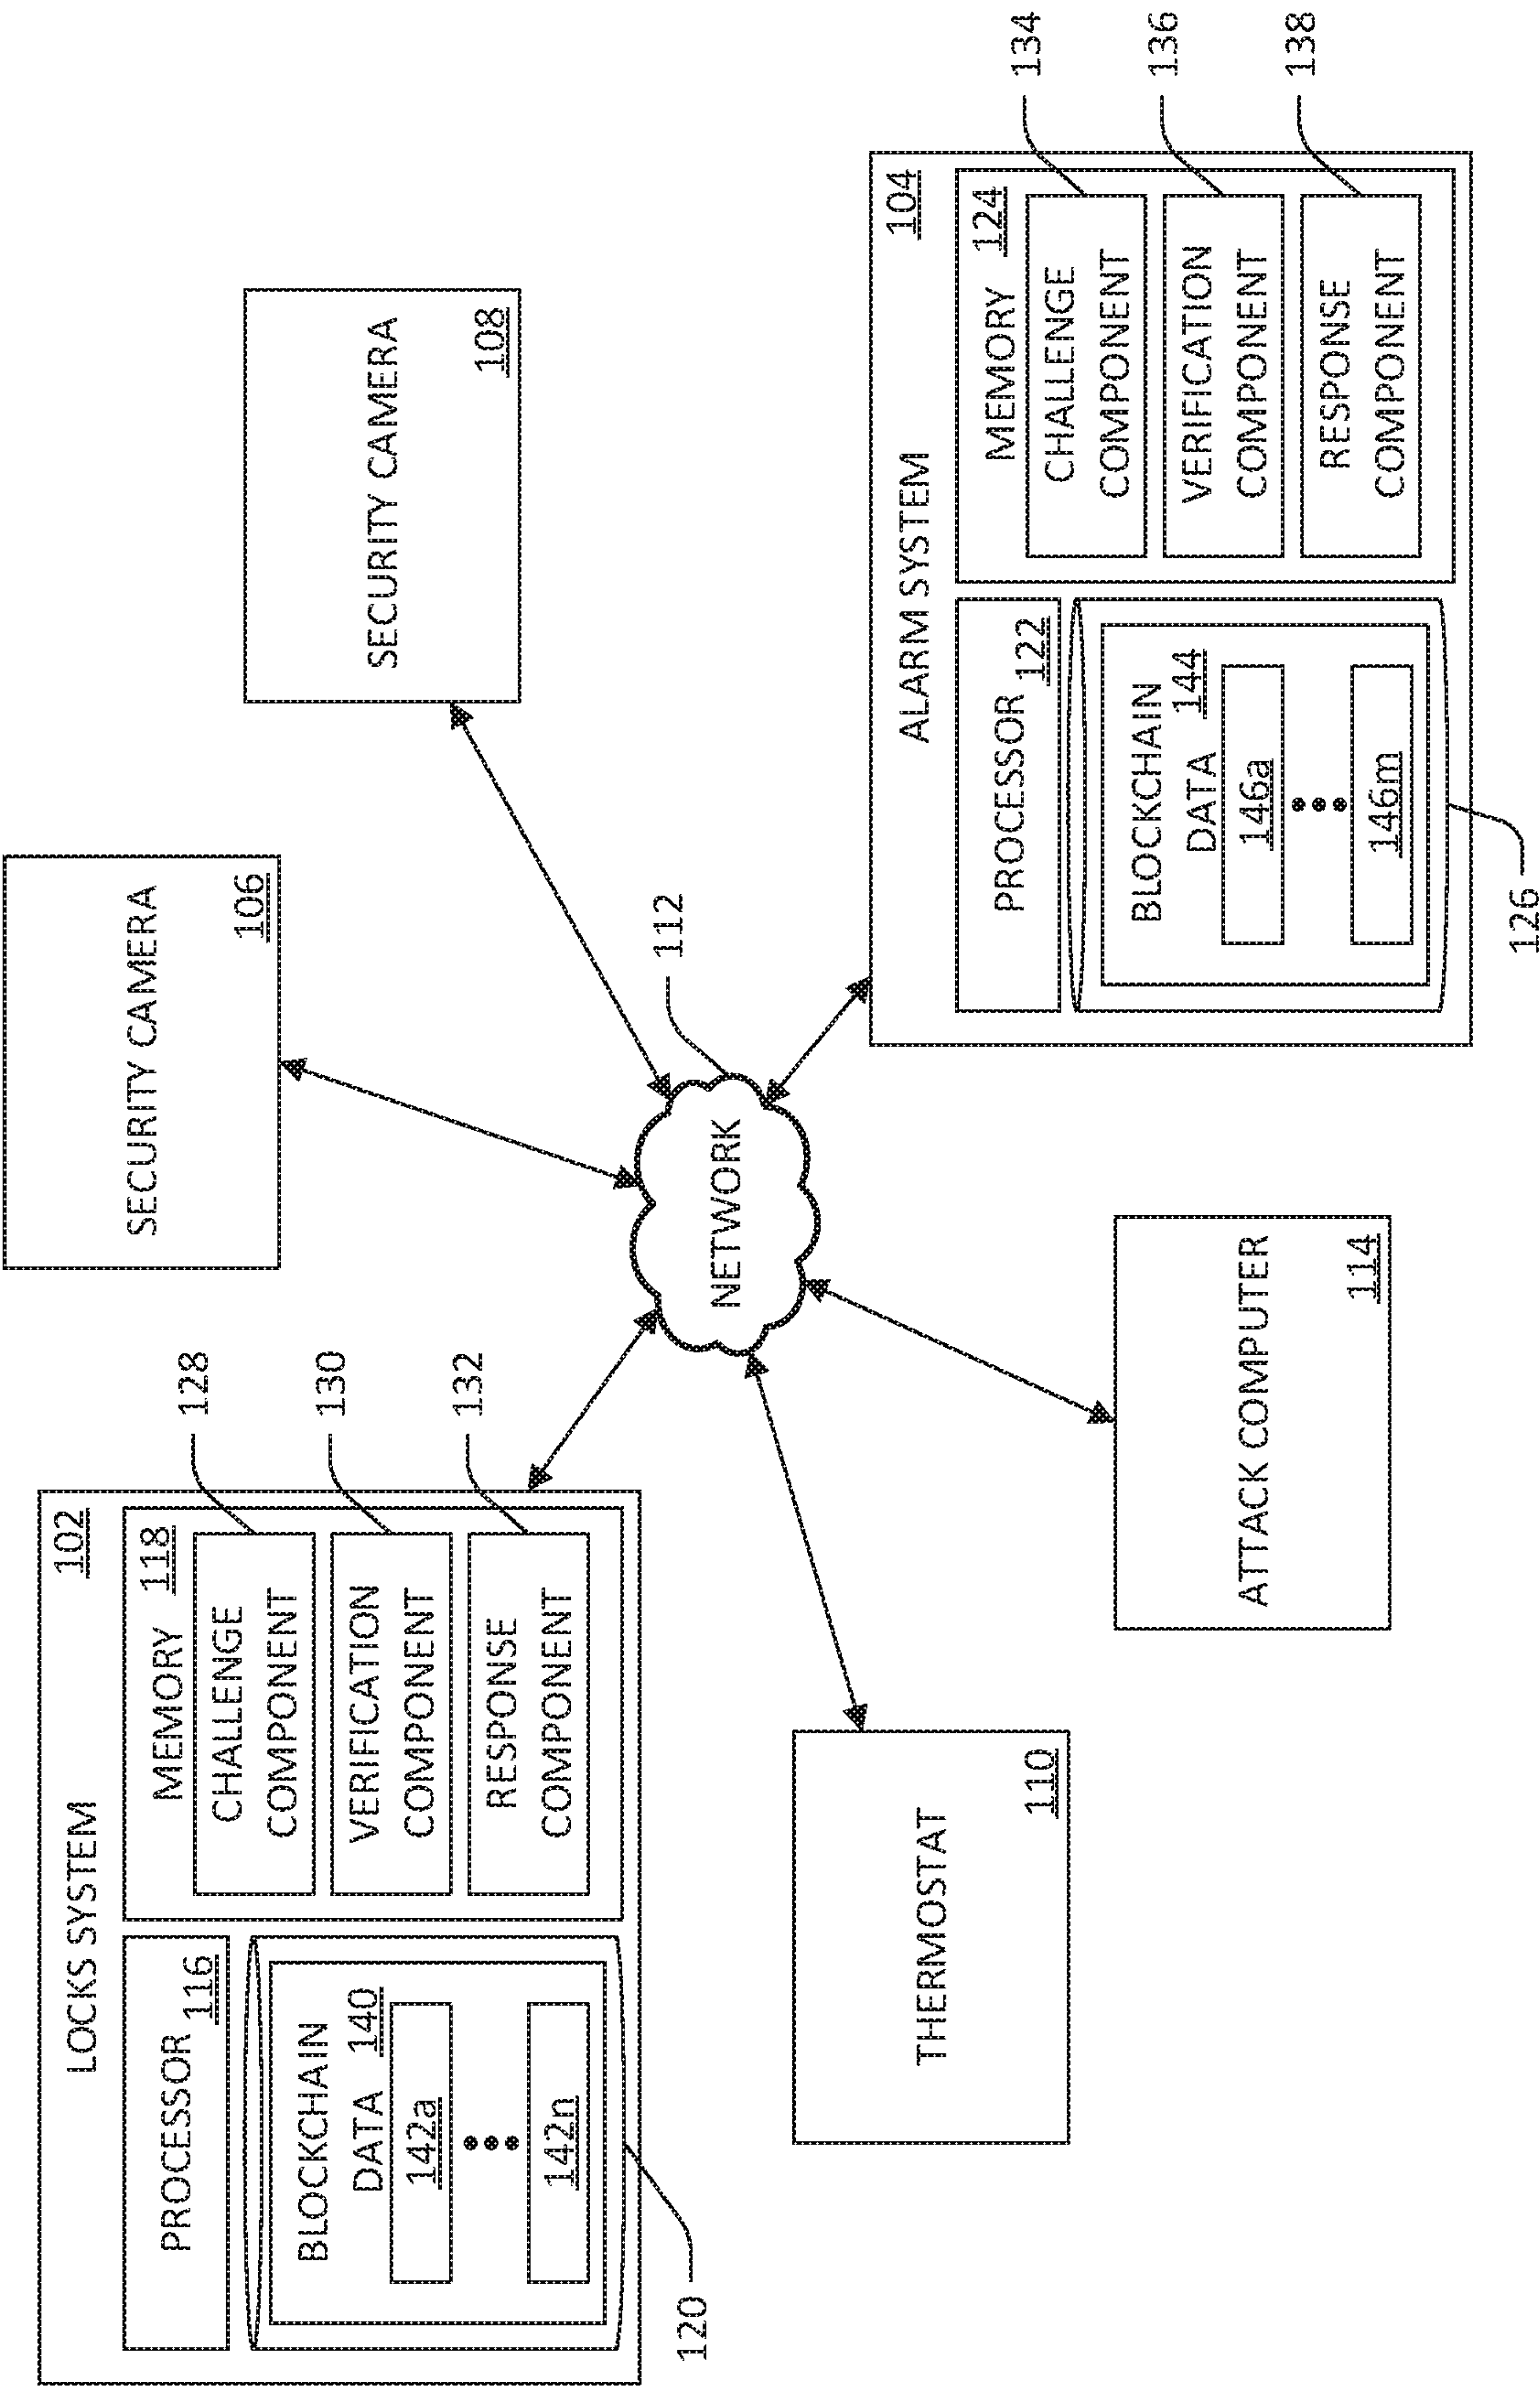 LOCKS SYSTEM
102
PROCESSOR
116
MEMORY
118
CHALLENGE
COMPONENT
128
VERIFICATION
COMPONENT
130
RESPONSE
COMPONENT
132
BLOCKCHAIN
DATA
140
142a
142n
120
SECURITY CAMERA
106
SECURITY CAMERA
108
NETWORK
112
THERMOSTAT
110
ATTACK COMPUTER
114
ALARM SYSTEM
104
PROCESSOR
122
MEMORY
124
CHALLENGE
COMPONENT
134
VERIFICATION
COMPONENT
136
RESPONSE
COMPONENT
138
BLOCKCHAIN
DATA
144
146a
146m
126